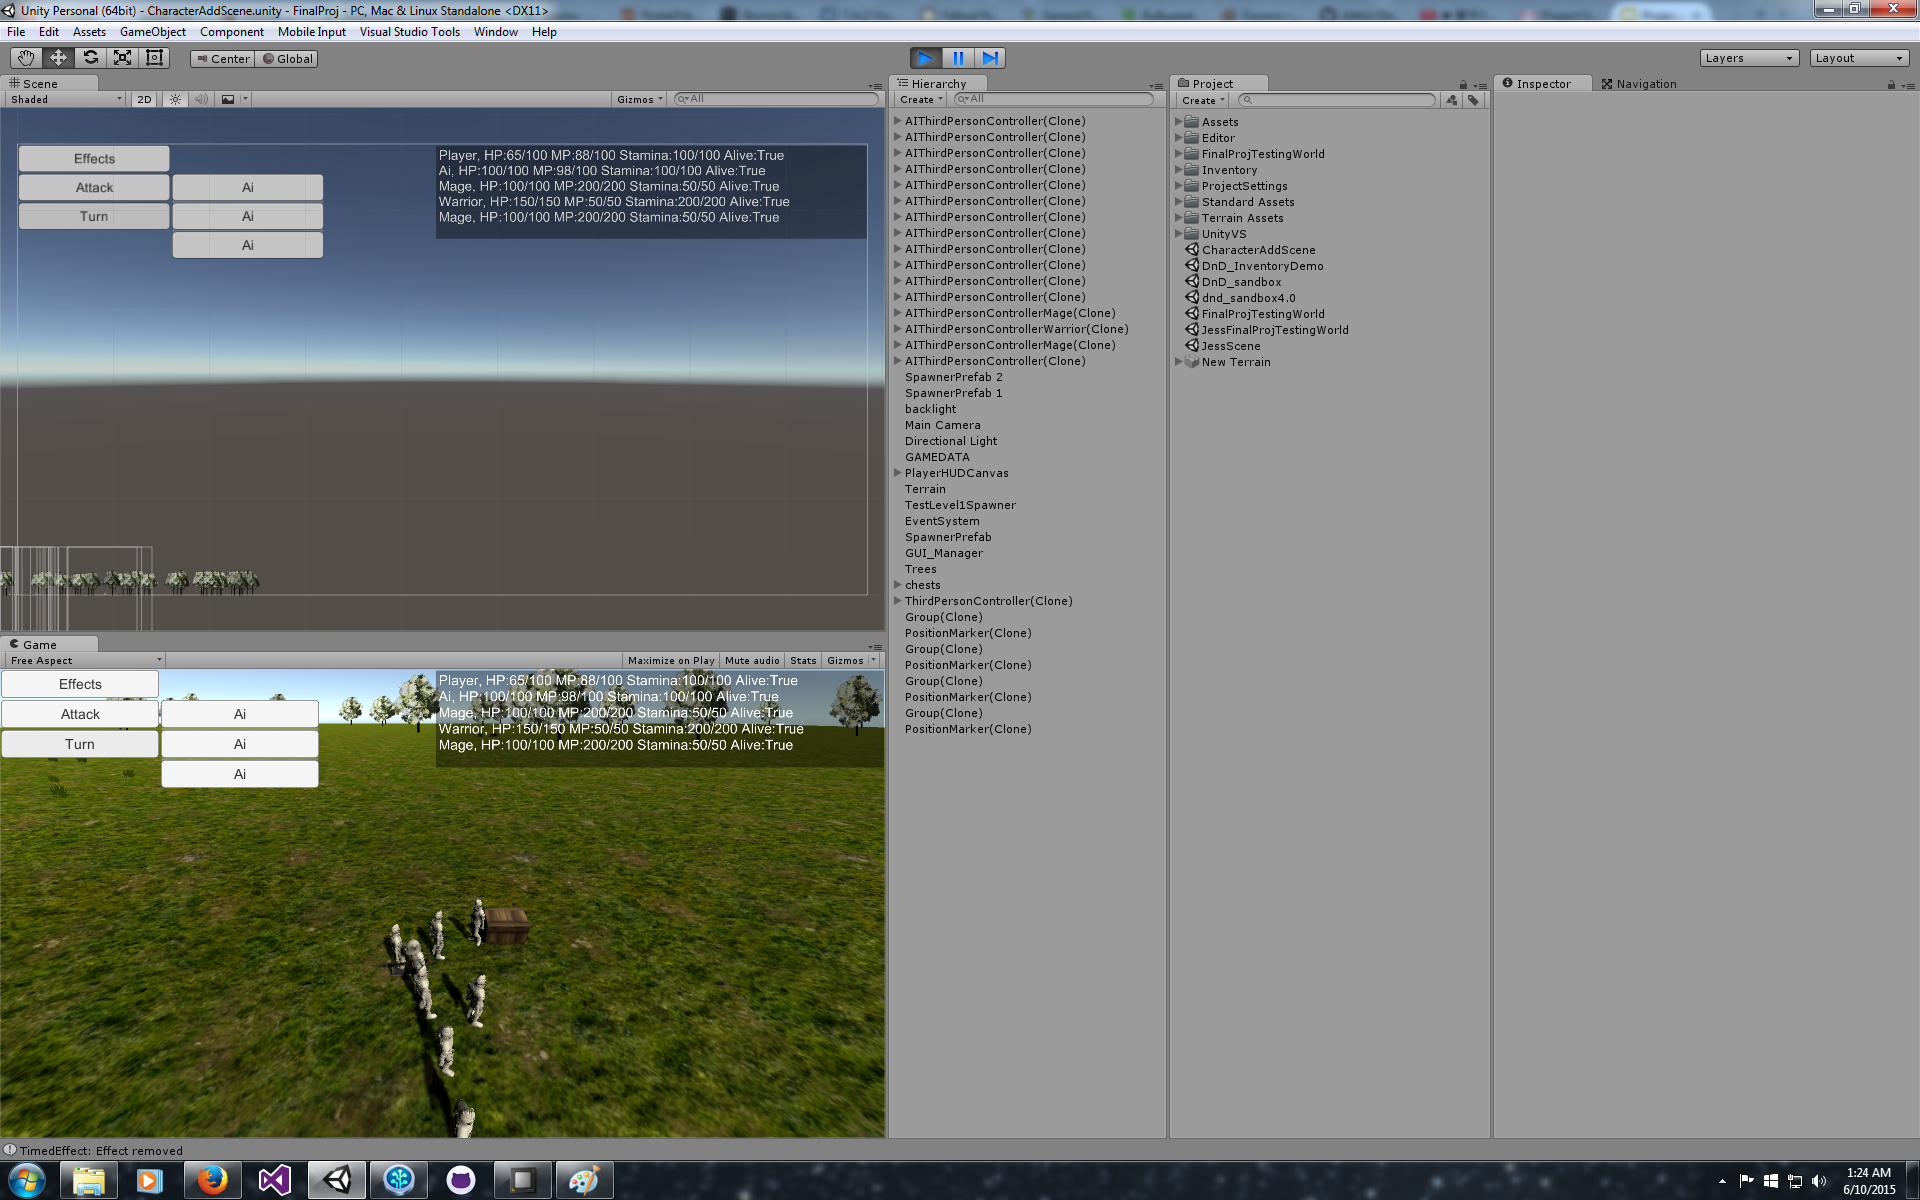 Unity Personal (64bit) - CharacterAddScene.unity - FinalProj - PC, Mac & Linux Standalone <DX11>
File Edit Assets GameObject Component Mobile Input Visual Studio Tools Window Help
Center Global Layers Layout
Scene
Shaded 2D Gizmos All
Effects
Attack Ai
Turn Ai
Ai
Player, HP:65/100 MP:88/100 Stamina:100/100 Alive:True
Ai, HP:100/100 MP:98/100 Stamina:100/100 Alive:True
Mage, HP:100/100 MP:200/200 Stamina:50/50 Alive:True
Warrior, HP:150/150 MP:50/50 Stamina:200/200 Alive:True
Mage, HP:100/100 MP:200/200 Stamina:50/50 Alive:True
Game
Free Aspect Maximize on Play Mute audio Stats Gizmos
Effects
Attack Ai
Turn Ai
Ai
Player, HP:65/100 MP:88/100 Stamina:100/100 Alive:True
Ai, HP:100/100 MP:98/100 Stamina:100/100 Alive:True
Mage, HP:100/100 MP:200/200 Stamina:50/50 Alive:True
Warrior, HP:150/150 MP:50/50 Stamina:200/200 Alive:True
Mage, HP:100/100 MP:200/200 Stamina:50/50 Alive:True
Hierarchy
Create All
AIThirdPersonController(Clone)
AIThirdPersonController(Clone)
AIThirdPersonController(Clone)
AIThirdPersonController(Clone)
AIThirdPersonController(Clone)
AIThirdPersonController(Clone)
AIThirdPersonController(Clone)
AIThirdPersonController(Clone)
AIThirdPersonController(Clone)
AIThirdPersonController(Clone)
AIThirdPersonController(Clone)
AIThirdPersonController(Clone)
AIThirdPersonControllerMage(Clone)
AIThirdPersonControllerWarrior(Clone)
AIThirdPersonControllerMage(Clone)
AIThirdPersonController(Clone)
SpawnerPrefab 2
SpawnerPrefab 1
backlight
Main Camera
Directional Light
GAMEDATA
PlayerHUDCanvas
Terrain
TestLevel1Spawner
EventSystem
SpawnerPrefab
GUI_Manager
Trees
chests
ThirdPersonController(Clone)
Group(Clone)
PositionMarker(Clone)
Group(Clone)
PositionMarker(Clone)
Group(Clone)
PositionMarker(Clone)
Group(Clone)
PositionMarker(Clone)
Project
Create
Assets
Editor
FinalProjTestingWorld
Inventory
ProjectSettings
Standard Assets
Terrain Assets
UnityVS
CharacterAddScene
DnD_InventoryDemo
DnD_sandbox
dnd_sandbox4.0
FinalProjTestingWorld
JessFinalProjTestingWorld
JessScene
New Terrain
Inspector Navigation
TimedEffect: Effect removed
1:24 AM
6/10/2015